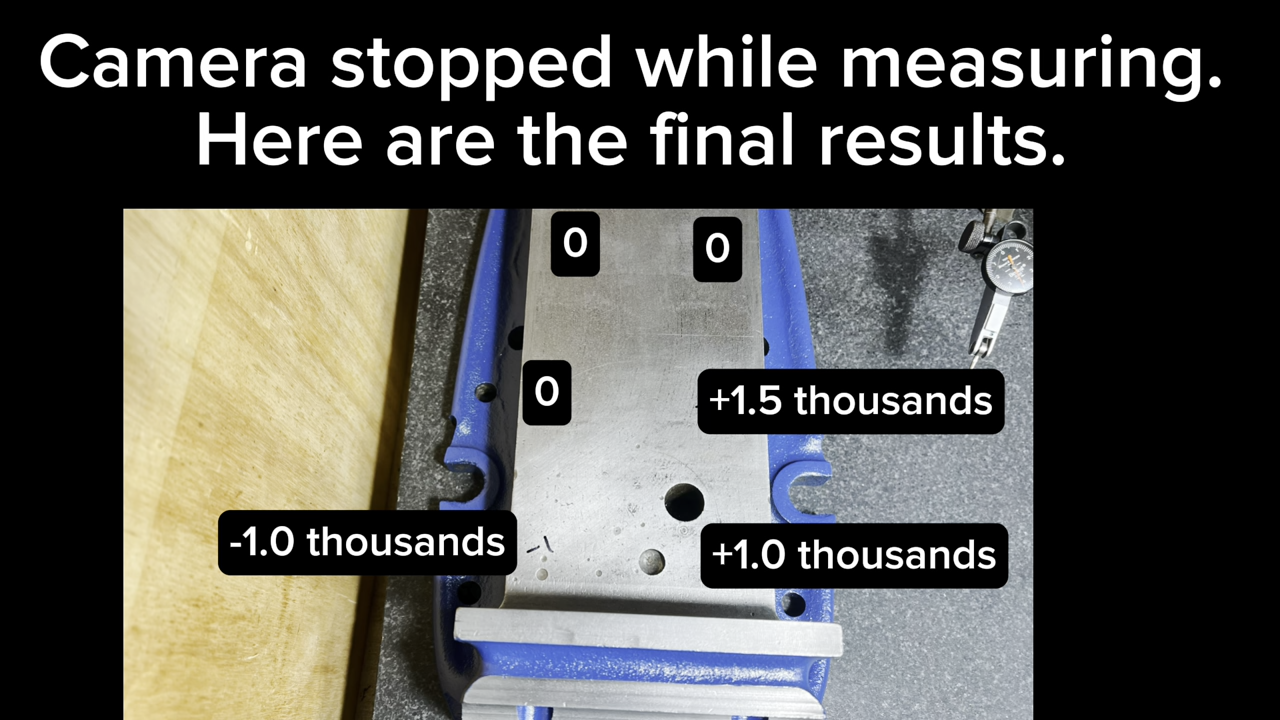 Camera stopped while measuring.
Here are the final results.
0
0
0
+1.5 thousands
-1.0 thousands
+1.0 thousands